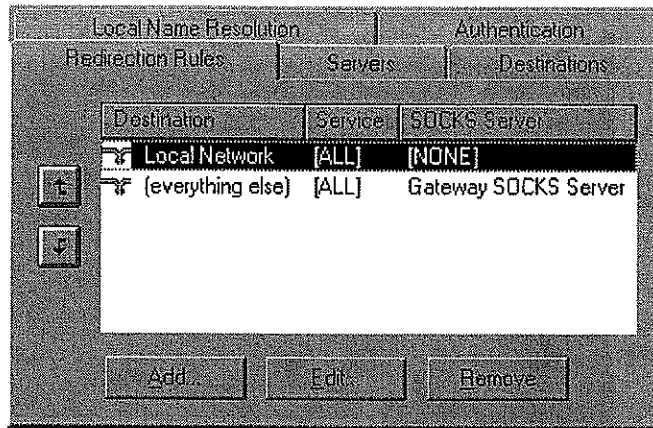 Local Name Resolution Authentication
Redirection Rules Servers Destinations
Destination Service SOCKS Server
Local Network [ALL] [NONE]
(everything else) [ALL] Gateway SOCKS Server
Add... Edit... Remove